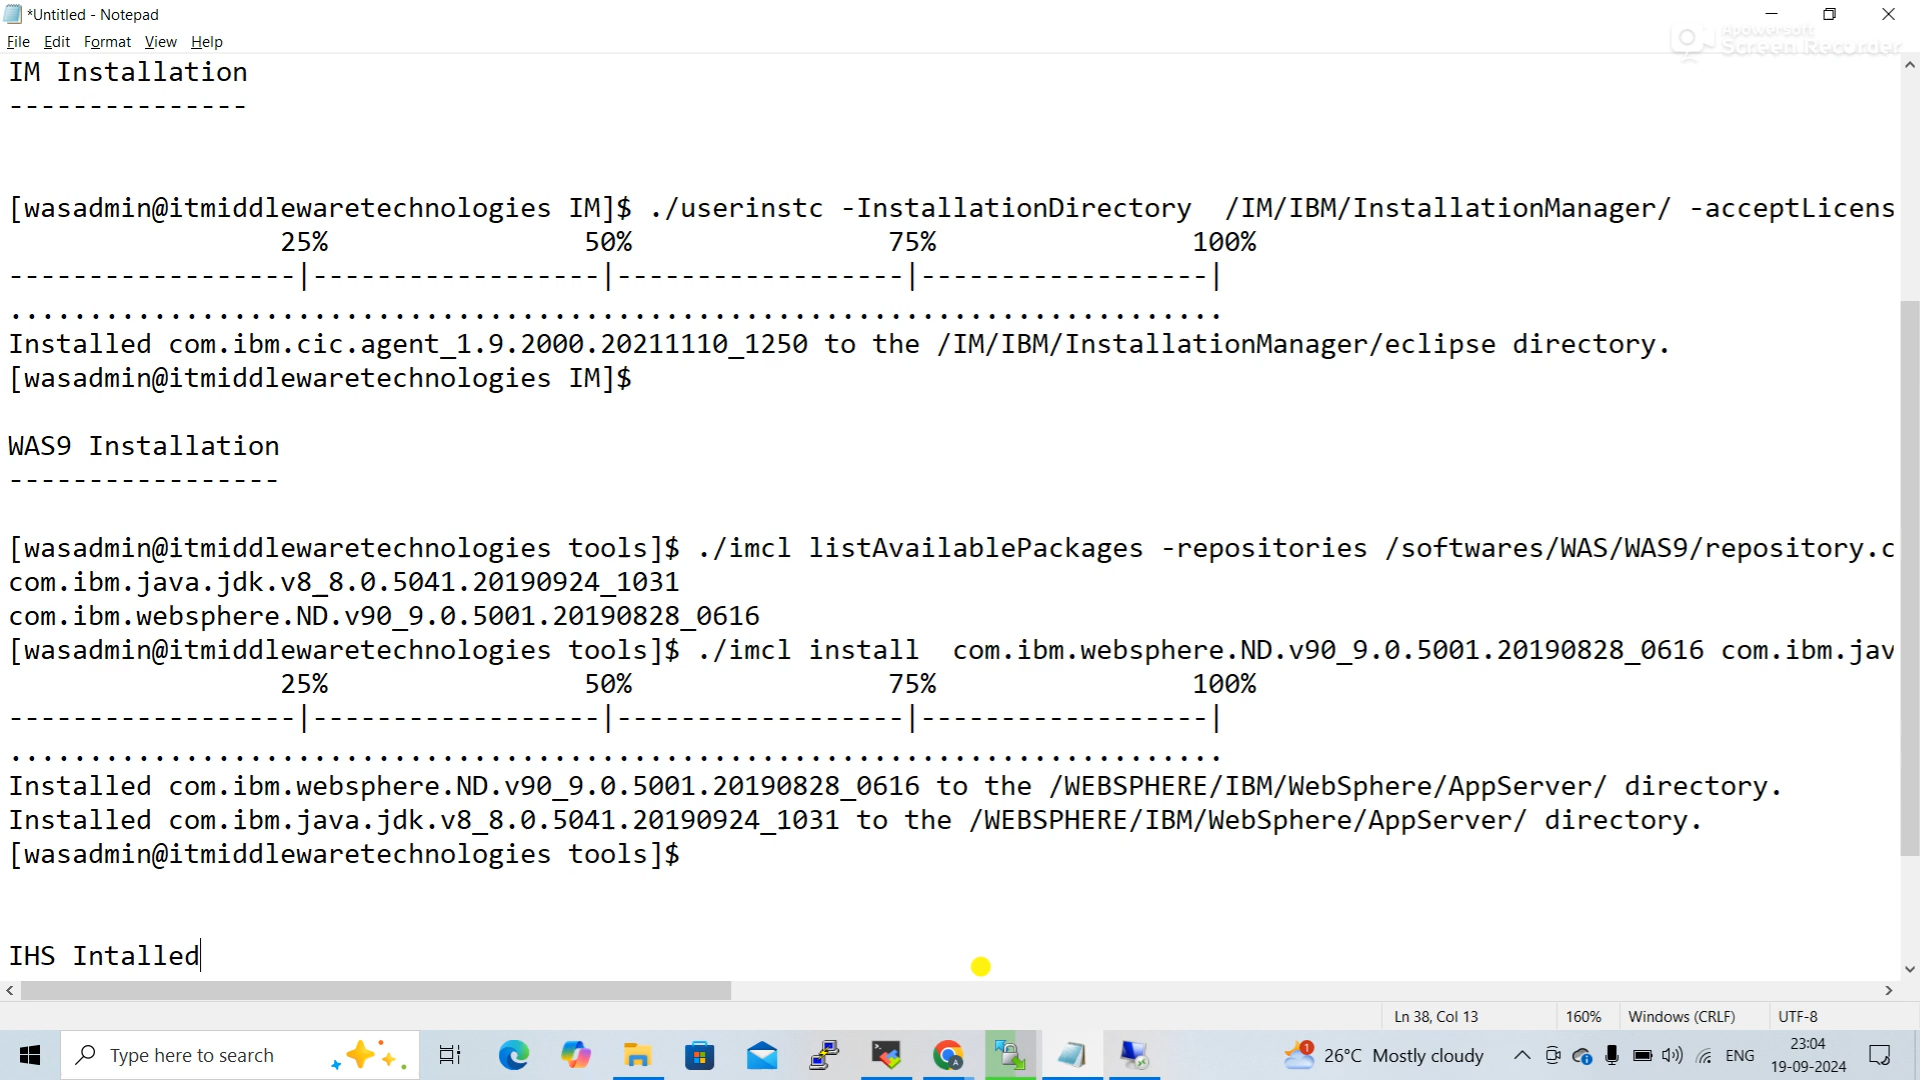 *Untitled - Notepad
File Edit Format View Help
Apowersoft
Screen Recorder
IM Installation
---------------
[wasadmin@itmiddlewaretechnologies IM]$ ./userinstc -InstallationDirectory  /IM/IBM/InstallationManager/ -acceptLicens
25% 50% 75% 100%
------------------|------------------|------------------|------------------|
............................................................................
Installed com.ibm.cic.agent_1.9.2000.20211110_1250 to the /IM/IBM/InstallationManager/eclipse directory.
[wasadmin@itmiddlewaretechnologies IM]$
WAS9 Installation
-----------------
[wasadmin@itmiddlewaretechnologies tools]$ ./imcl listAvailablePackages -repositories /softwares/WAS/WAS9/repository.c
com.ibm.java.jdk.v8_8.0.5041.20190924_1031
com.ibm.websphere.ND.v90_9.0.5001.20190828_0616
[wasadmin@itmiddlewaretechnologies tools]$ ./imcl install  com.ibm.websphere.ND.v90_9.0.5001.20190828_0616 com.ibm.jav
25% 50% 75% 100%
------------------|------------------|------------------|------------------|
............................................................................
Installed com.ibm.websphere.ND.v90_9.0.5001.20190828_0616 to the /WEBSPHERE/IBM/WebSphere/AppServer/ directory.
Installed com.ibm.java.jdk.v8_8.0.5041.20190924_1031 to the /WEBSPHERE/IBM/WebSphere/AppServer/ directory.
[wasadmin@itmiddlewaretechnologies tools]$
IHS Intalled
Ln 38, Col 13 160% Windows (CRLF) UTF-8
Type here to search
1
26°C Mostly cloudy
ENG
23:04
19-09-2024